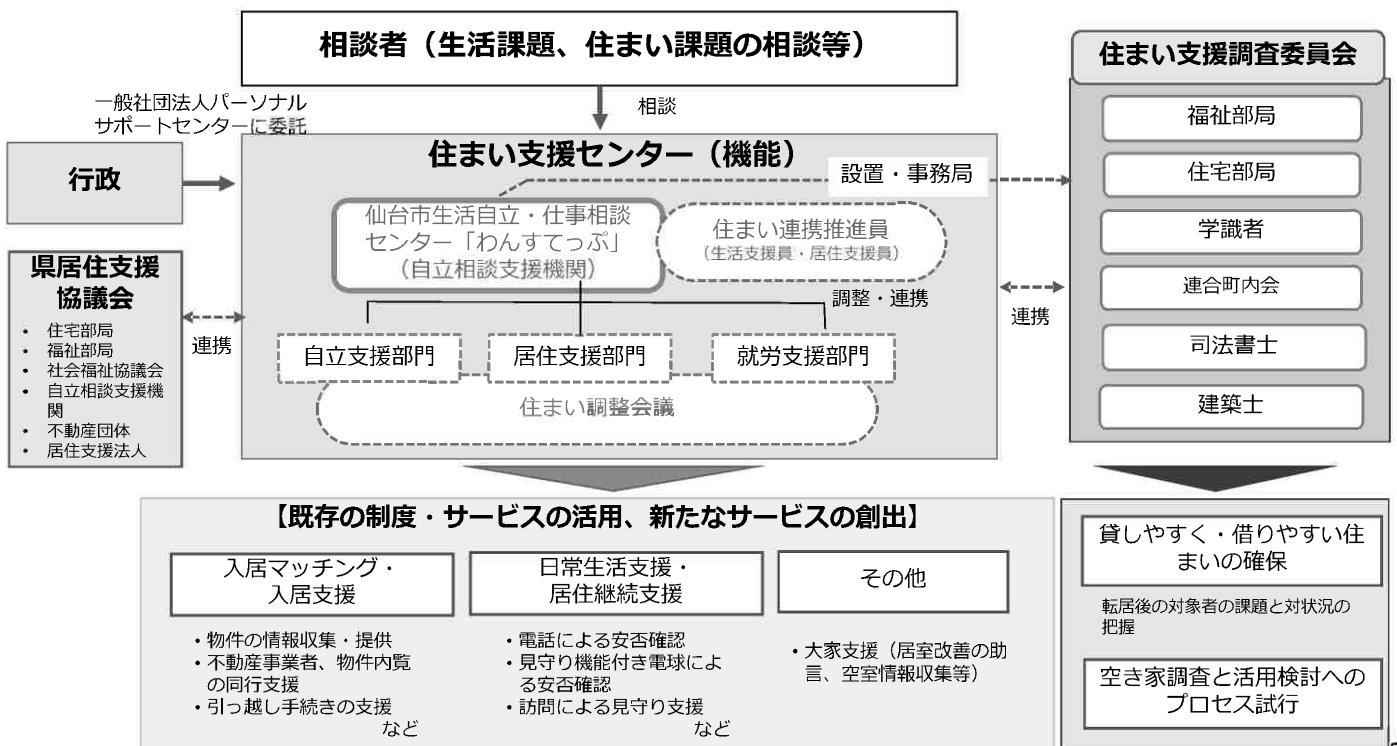 相談者（生活課題、住まい課題の相談等）
一般社団法人パーソナル
サポートセンターに委託
相談
行政
住まい支援センター（機能）
設置・事務局
仙台市生活自立・仕事相談
センター「わんすてっぷ」
（自立相談支援機関）
住まい連携推進員
（生活支援員・居住支援員）
調整・連携
自立支援部門
居住支援部門
就労支援部門
住まい調整会議
県居住支援
協議会
• 住宅部局
• 福祉部局
• 社会福祉協議会
• 自立相談支援機
関
• 不動産団体
• 居住支援法人
連携
連携
住まい支援調査委員会
福祉部局
住宅部局
学識者
連合町内会
司法書士
建築士
【既存の制度・サービスの活用、新たなサービスの創出】
入居マッチング・
入居支援
・物件の情報収集・提供
・不動産事業者、物件内覧
の同行支援
・引っ越し手続きの支援
など
日常生活支援・
居住継続支援
・電話による安否確認
・見守り機能付き電球によ
る安否確認
・訪問による見守り支援
など
その他
・大家支援（居室改善の助
言、空室情報収集等）
貸しやすく・借りやすい住
まいの確保
転居後の対象者の課題と対状況の
把握
空き家調査と活用検討への
プロセス試行